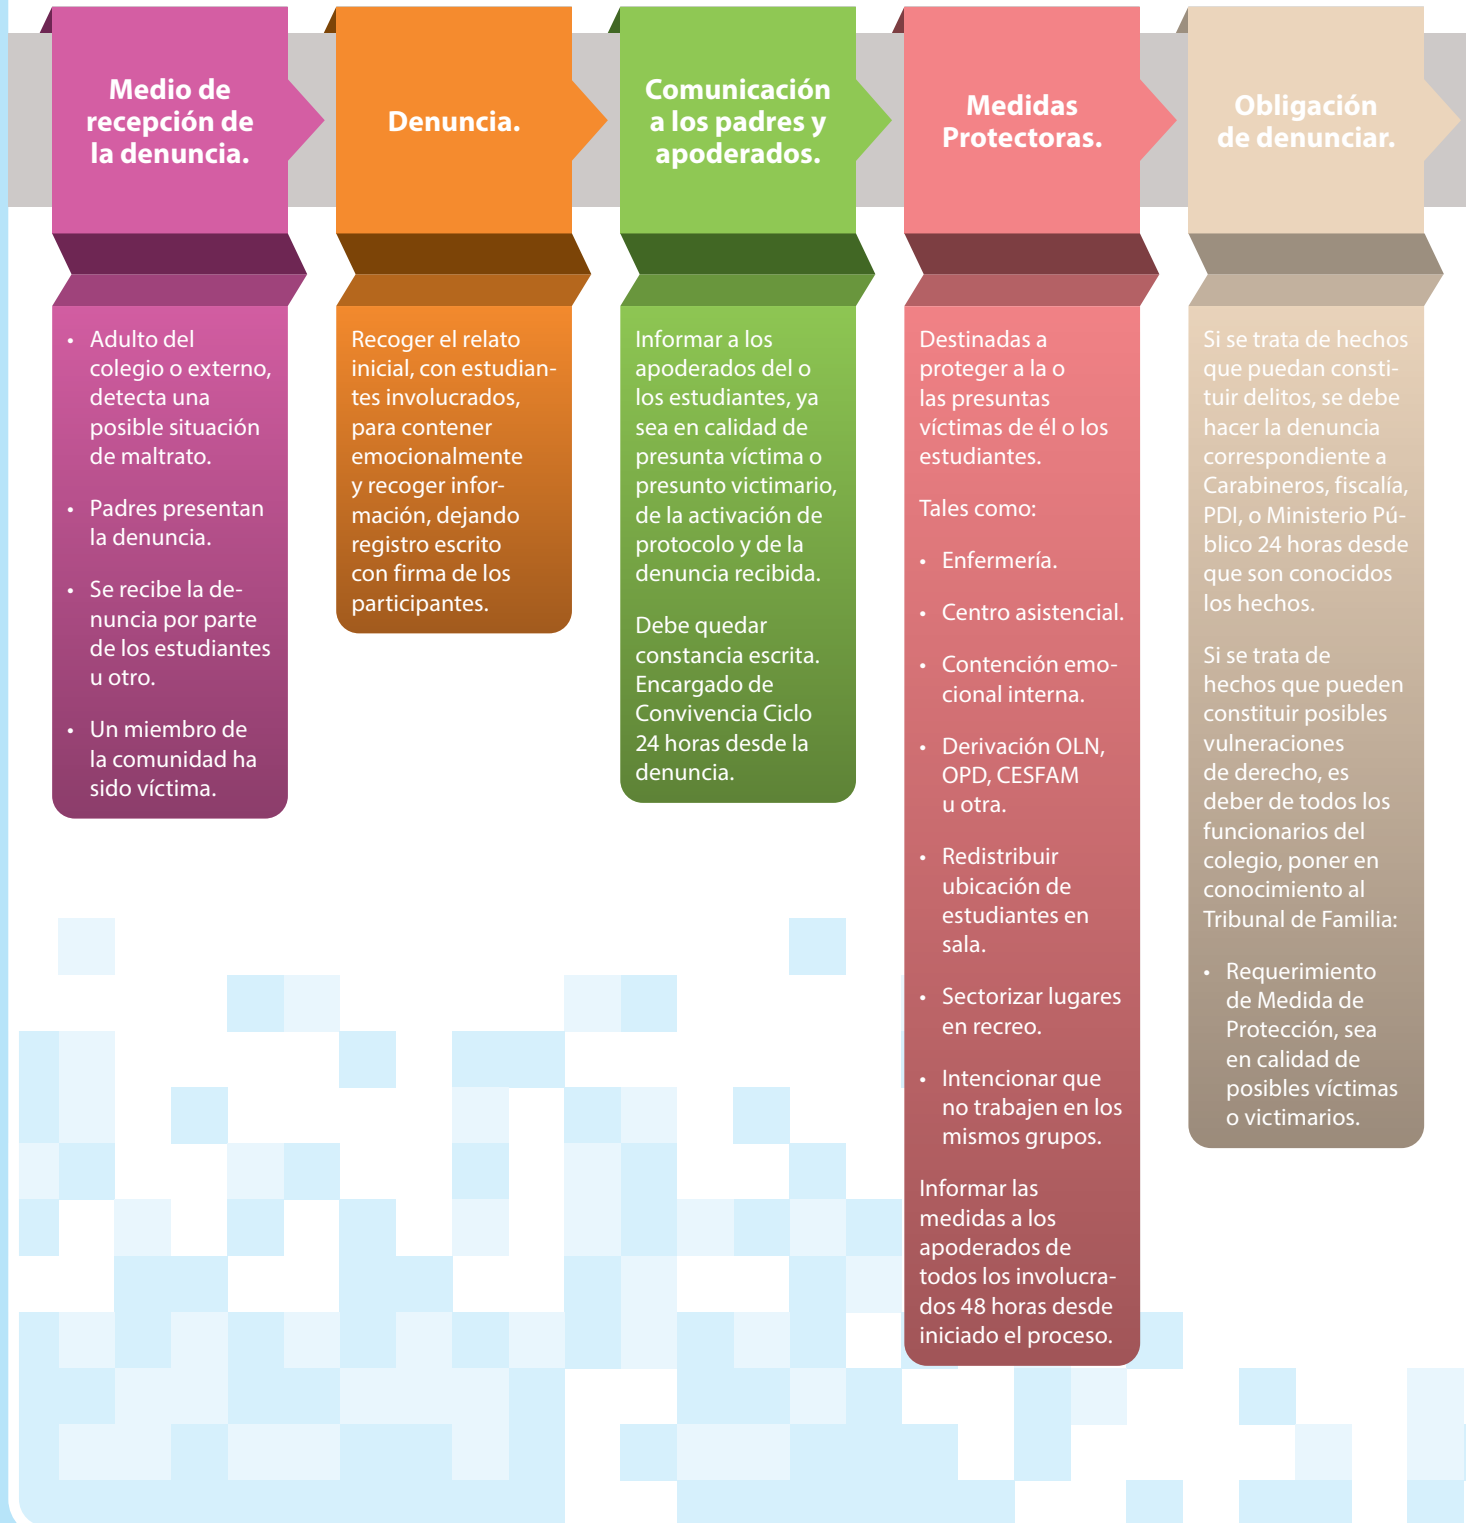 Medio de
recepción de
la denuncia.
• Adulto del
colegio o externo,
detecta una
posible situación
de maltrato.
• Padres presentan
la denuncia.
• Se recibe la de-
nuncia por parte
de los estudiantes
u otro.
• Un miembro de
la comunidad ha
sido víctima.
Denuncia.
Recoger el relato
inicial, con estudian-
tes involucrados,
para contener
emocionalmente
y recoger infor-
mación, dejando
registro escrito
con firma de los
participantes.
Comunicación
a los padres y
apoderados.
Informar a los
apoderados del o
los estudiantes, ya
sea en calidad de
presunta víctima o
presunto victimario,
de la activación de
protocolo y de la
denuncia recibida.
Debe quedar
constancia escrita.
Encargado de
Convivencia Ciclo
24 horas desde la
denuncia.
Medidas
Protectoras.
Destinadas a
proteger a la o
las presuntas
víctimas de él o los
estudiantes.
Tales como:
• Enfermería.
• Centro asistencial.
• Contención emo-
cional interna.
• Derivación OLN,
OPD, CESFAM
u otra.
• Redistribuir
ubicación de
estudiantes en
sala.
• Sectorizar lugares
en recreo.
• Intencionar que
no trabajen en los
mismos grupos.
Informar las
medidas a los
apoderados de
todos los involucra-
dos 48 horas desde
iniciado el proceso.
Obligación
de denunciar.
Si se trata de hechos
que puedan consti-
tuir delitos, se debe
hacer la denuncia
correspondiente a
Carabineros, fiscalía,
PDI, o Ministerio Pú-
blico 24 horas desde
que son conocidos
los hechos.
Si se trata de
hechos que pueden
constituir posibles
vulneraciones
de derecho, es
deber de todos los
funcionarios del
colegio, poner en
conocimiento al
Tribunal de Familia:
• Requerimiento
de Medida de
Protección, sea
en calidad de
posibles víctimas
o victimarios.